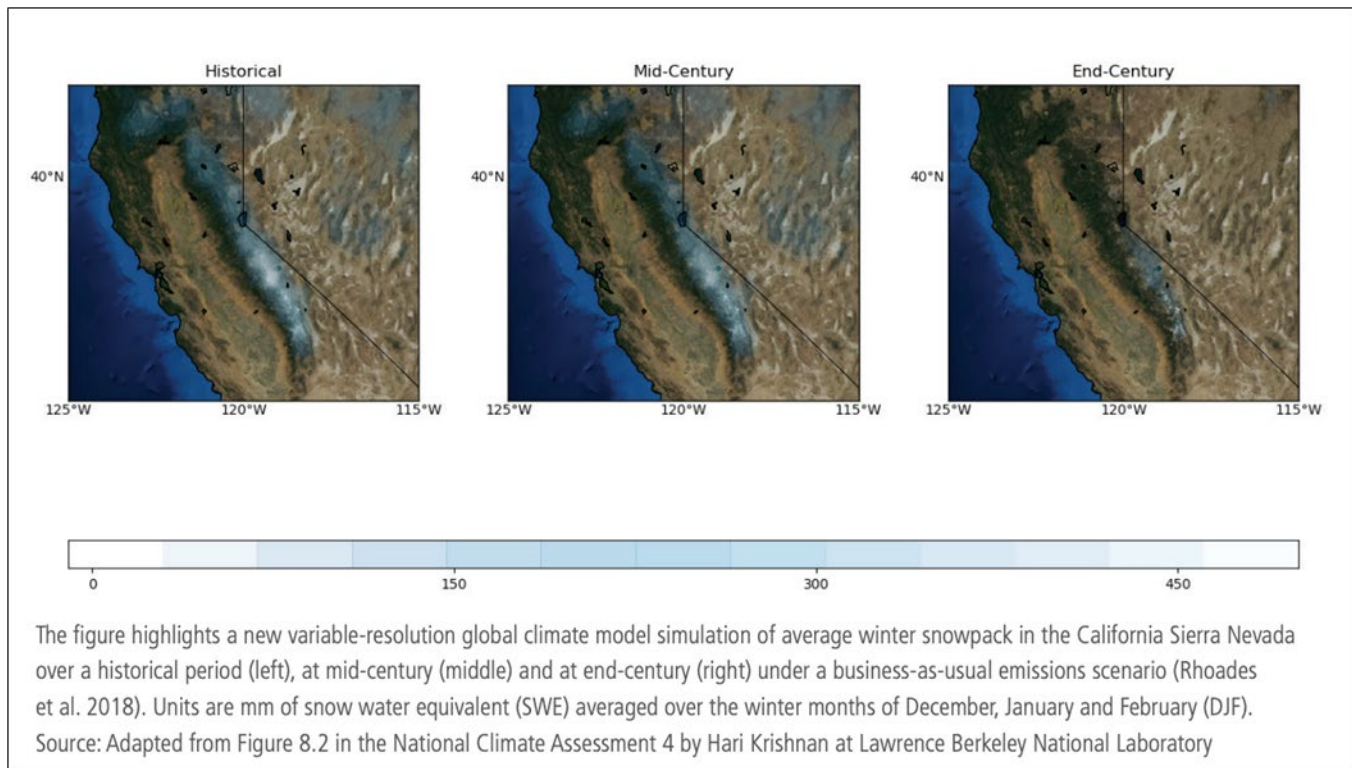 Historical
Mid-Century
End-Century
40°N
125°W
120°W
115°W
40°N
125°W
120°W
115°W
40°N
125°W
120°W
115°W
0
150
300
450
The figure highlights a new variable-resolution global climate model simulation of average winter snowpack in the California Sierra Nevada
over a historical period (left), at mid-century (middle) and at end-century (right) under a business-as-usual emissions scenario (Rhoades
et al. 2018). Units are mm of snow water equivalent (SWE) averaged over the winter months of December, January and February (DJF).
Source: Adapted from Figure 8.2 in the National Climate Assessment 4 by Hari Krishnan at Lawrence Berkeley National Laboratory